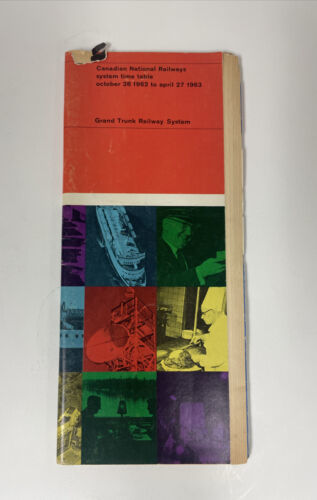 Canadian National Railways
system time table
october 28 1962 to april 27 1963
Grand Trunk Railway System